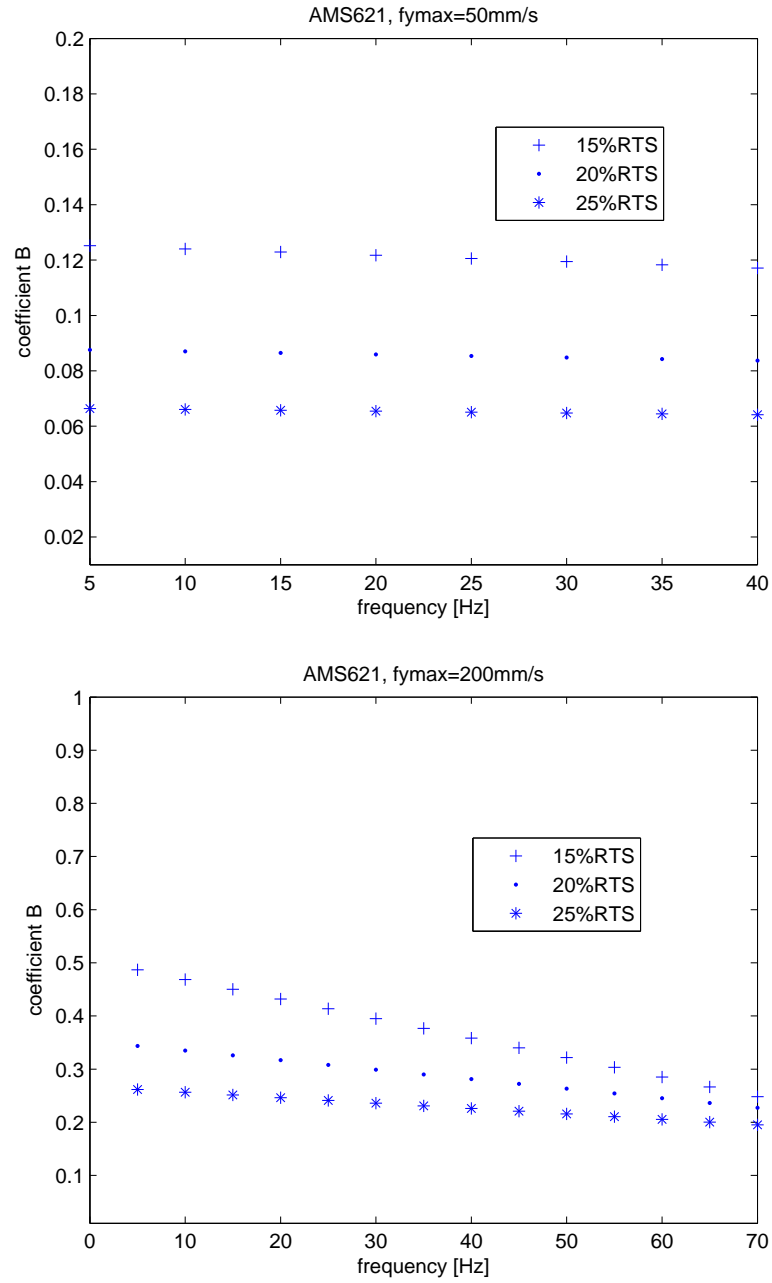 AMS621, fymax=50mm/s
0.2
0.18
0.16
0.14
0.12
0.1
0.08
0.06
0.04
0.02
coefficient B
15%RTS
20%RTS
25%RTS
5 10 15 20 25 30 35 40
frequency [Hz]
AMS621, fymax=200mm/s
1
0.9
0.8
0.7
0.6
0.5
0.4
0.3
0.2
0.1
coefficient B
15%RTS
20%RTS
25%RTS
0 10 20 30 40 50 60 70
frequency [Hz]